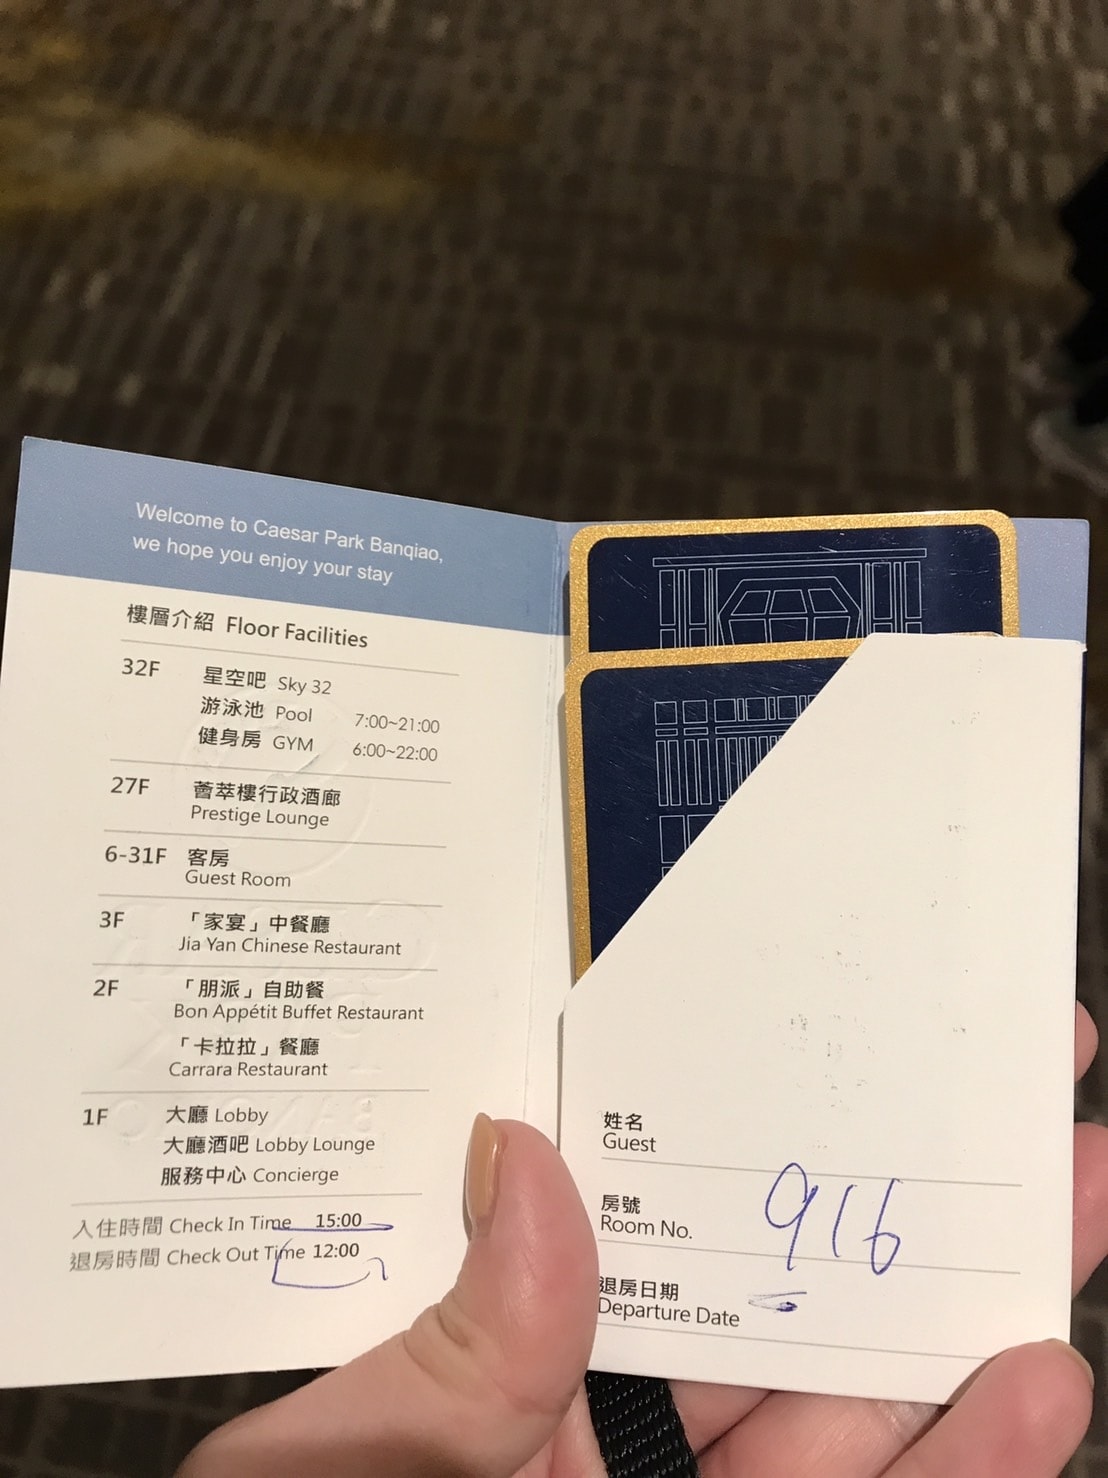 Welcome to Caesar Park Banqiao,
we hope you enjoy your stay
樓層介紹 Floor Facilities
32F 星空吧 Sky 32
游泳池 Pool 7:00~21:00
健身房 GYM 6:00~22:00
27F 薈萃樓行政酒廊
Prestige Lounge
6-31F 客房
Guest Room
3F 「家宴」中餐廳
Jia Yan Chinese Restaurant
2F 「朋派」自助餐
Bon Appétit Buffet Restaurant
「卡拉拉」餐廳
Carrara Restaurant
1F 大廳 Lobby
大廳酒吧 Lobby Lounge
服務中心 Concierge
入住時間 Check In Time 15:00
退房時間 Check Out Time 12:00
姓名
Guest
房號
Room No. 916
退房日期
Departure Date